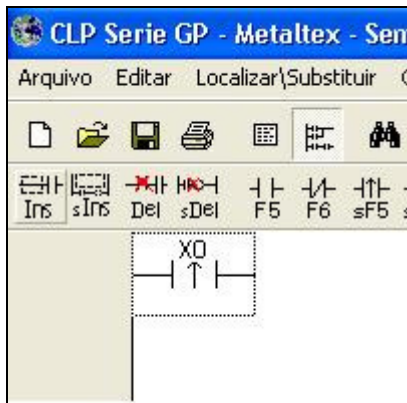 CLP Serie GP - Metaltex - Sem
Arquivo Editar Localizar\Substituir
Ins sIns Del sDel F5 F6 sF5
X0